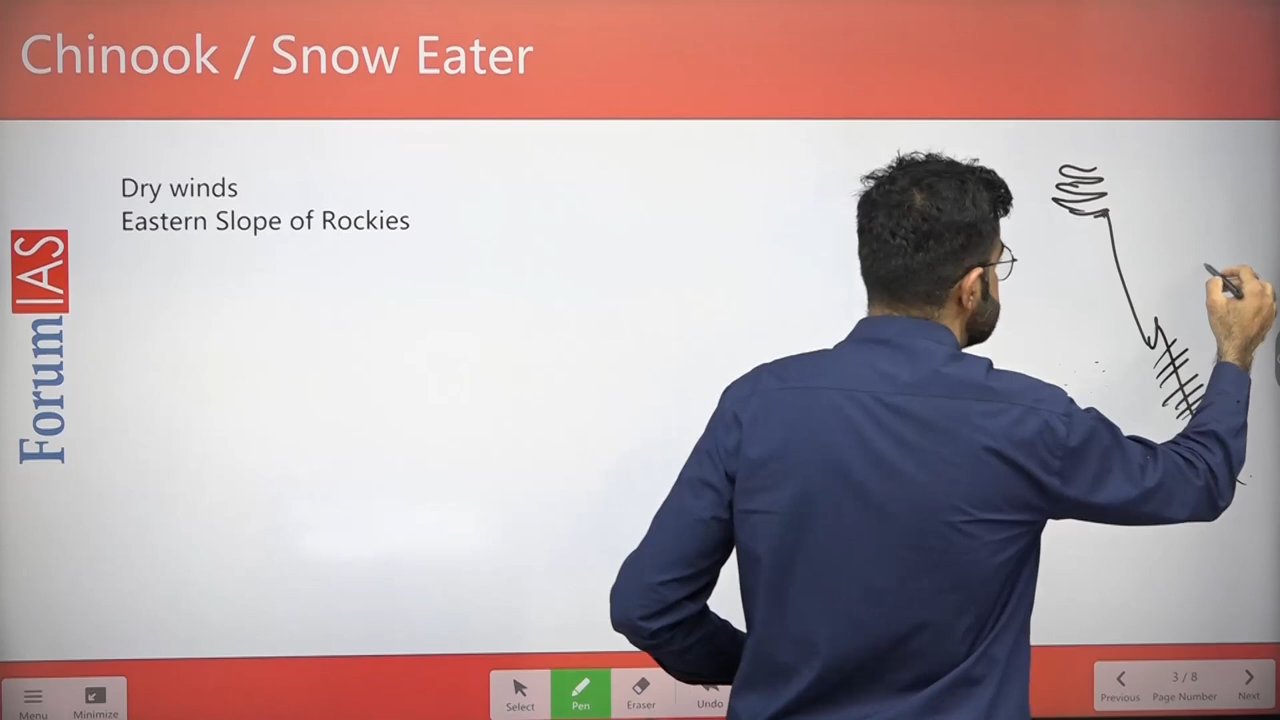 Chinook / Snow Eater
Dry winds
Eastern Slope of Rockies
ForumIAS
Menu
Minimize
Select
Pen
Eraser
Undo
Previous
3 / 8
Page Number
Next